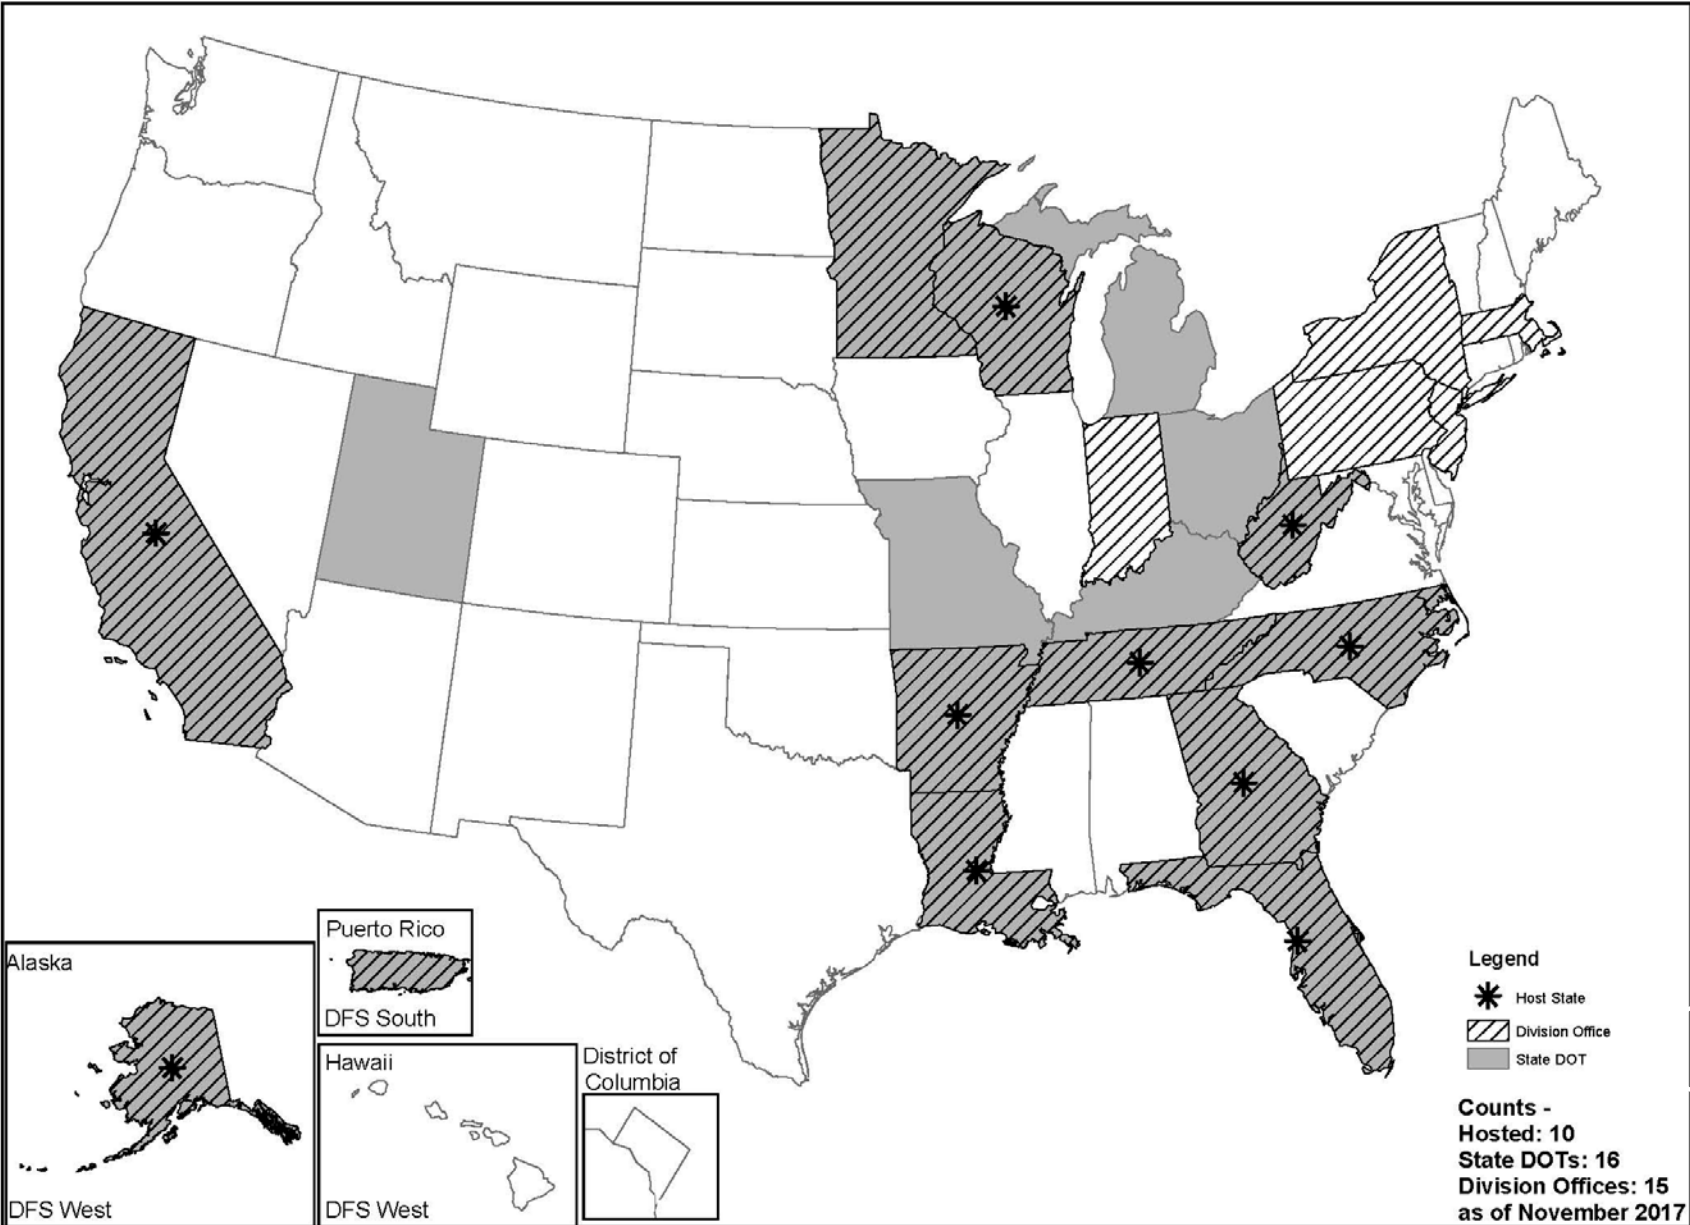 Puerto Rico
DFS South
Alaska
DFS West
Hawaii
DFS West
District of
Columbia
Legend
Host State
Division Office
State DOT
Counts -
Hosted: 10
State DOTs: 16
Division Offices: 15
as of November 2017